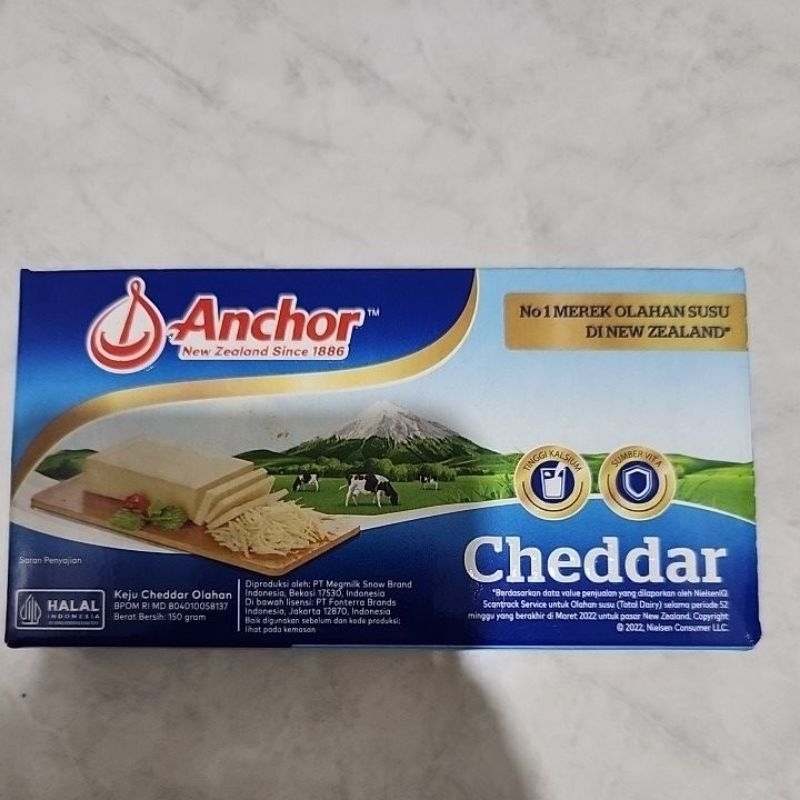 Anchor™
New Zealand Since 1886
No 1 MEREK OLAHAN SUSU
DI NEW ZEALAND*
TINGGI KALSIUM
SUMBER VIT A
Cheddar
*Berdasarkan data value penjualan yang dilaporkan oleh NielsenIQ
Scantrack Service untuk Olahan susu (Total Dairy) selama periode 52
minggu yang berakhir di Maret 2022 untuk pasar New Zealand. Copyright
© 2022, Nielsen Consumer LLC.
Saran Penyajian
HALAL
INDONESIA
Keju Cheddar Olahan
BPOM RI MD 804010058137
Berat Bersih: 150 gram
Diproduksi oleh: PT Megmilk Snow Brand
Indonesia, Bekasi 17530, Indonesia
Di bawah lisensi: PT Fonterra Brands
Indonesia, Jakarta 12870, Indonesia
Baik digunakan sebelum dan kode produksi:
lihat pada kemasan